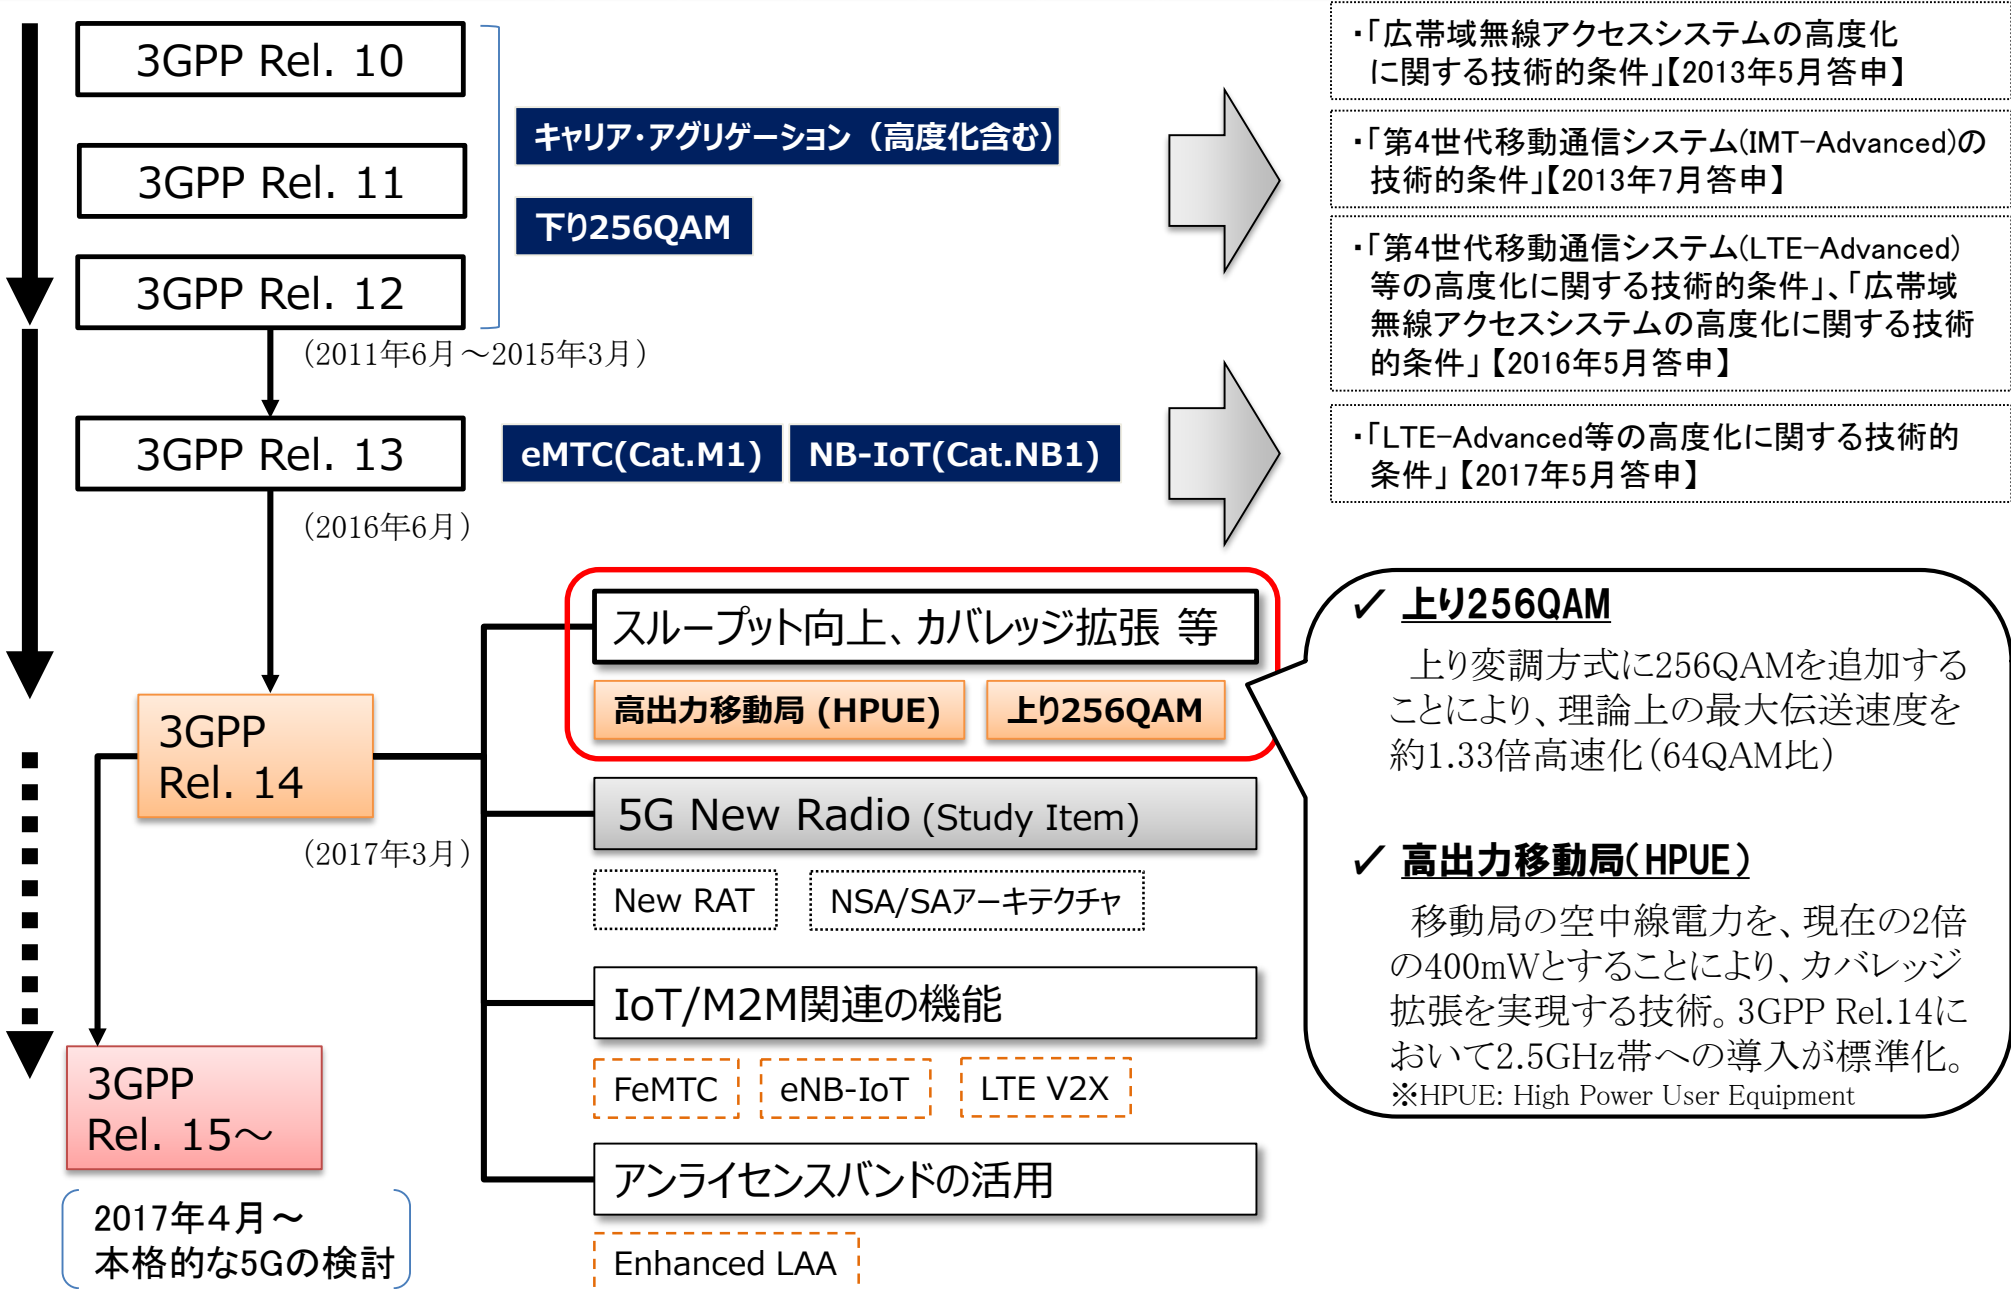 3GPP Rel. 10
3GPP Rel. 11
3GPP Rel. 12
(2011年6月～2015年3月)
キャリア・アグリゲーション（高度化含む）
下り256QAM
・「広帯域無線アクセスシステムの高度化
に関する技術的条件」【2013年5月答申】
・「第4世代移動通信システム(IMT-Advanced)の
技術的条件」【2013年7月答申】
・「第4世代移動通信システム(LTE-Advanced)
等の高度化に関する技術的条件」、「広帯域
無線アクセスシステムの高度化に関する技術
的条件」【2016年5月答申】
3GPP Rel. 13
(2016年6月)
eMTC(Cat.M1)
NB-IoT(Cat.NB1)
・「LTE-Advanced等の高度化に関する技術的
条件」【2017年5月答申】
3GPP
Rel. 14
(2017年3月)
スループット向上、カバレッジ拡張 等
高出力移動局 (HPUE)
上り256QAM
5G New Radio (Study Item)
New RAT
NSA/SAアーキテクチャ
IoT/M2M関連の機能
FeMTC
eNB-IoT
LTE V2X
アンライセンスバンドの活用
Enhanced LAA
3GPP
Rel. 15～
2017年４月～
本格的な5Gの検討
✓ 上り256QAM
上り変調方式に256QAMを追加する
ことにより、理論上の最大伝送速度を
約1.33倍高速化（64QAM比）
✓ 高出力移動局（HPUE）
移動局の空中線電力を、現在の2倍
の400mWとすることにより、カバレッジ
拡張を実現する技術。3GPP Rel.14に
おいて2.5GHz帯への導入が標準化。
※HPUE: High Power User Equipment